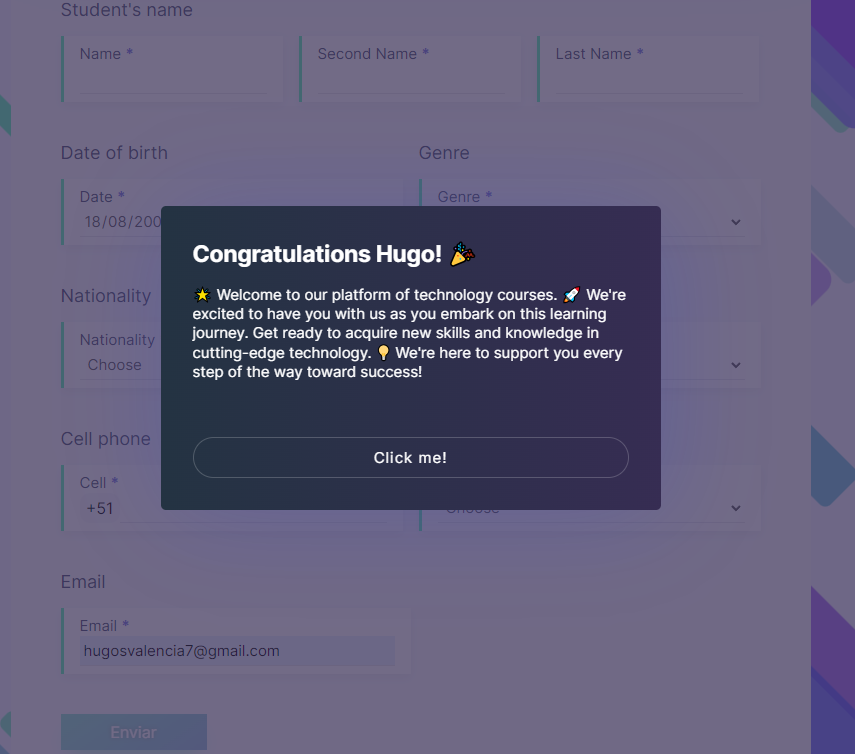 Student's name
Name *
Second Name *
Last Name *
Date of birth
Genre
Date *
Genre *
18/08/200
Congratulations Hugo! 🎉
🌟 Welcome to our platform of technology courses. 🚀 We're
excited to have you with us as you embark on this learning
journey. Get ready to acquire new skills and knowledge in
cutting-edge technology. 💡 We're here to support you every
step of the way toward success!
Click me!
Nationality
Nationality
Choose
Cell phone
Cell *
+51
Choose
Email
Email *
hugosvalencia7@gmail.com
Enviar